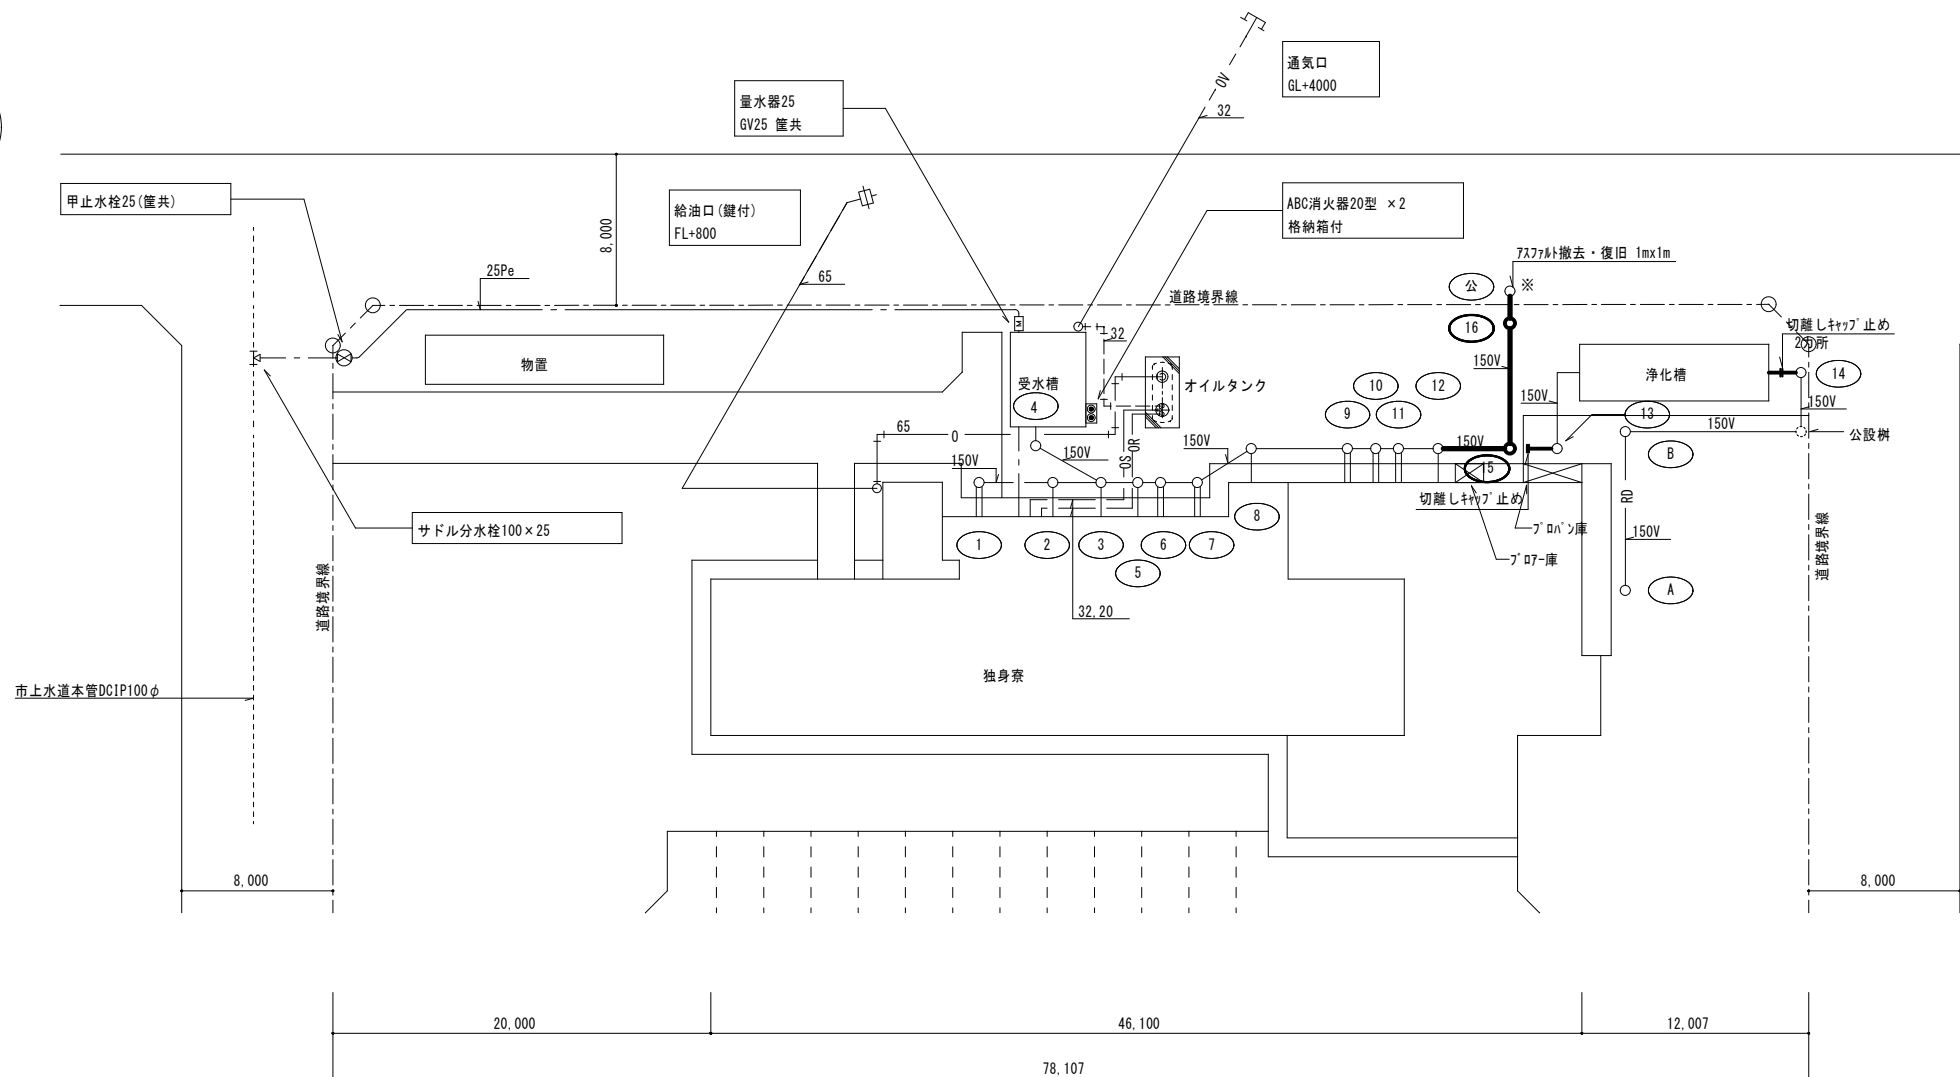 通気口
GL+4000
OV
32
量水器25
GV25 筐共
甲止水栓25(筐共)
給油口(鍵付)
FL+800
8,000
65
25Pe
ABC消火器20型 ×2
格納箱付
ｱｽﾌｧﾙﾄ撤去・復旧 1mx1m
公
※
道路境界線
16
切離しｷｬｯﾌﾟ止め
2カ所
物置
M
32
受水槽
4
オイルタンク
150V
浄化槽
14
10
12
9
11
150V
13
150V
65
O
OS
OR
150V
150V
150V
150V
150V
公設桝
B
15
切離しｷｬｯﾌﾟ止め
RD
サドル分水栓100×25
1
2
3
5
6
7
8
ﾌﾟﾛﾊﾟﾝ庫
ﾌﾞﾛｱｰ庫
150V
A
道路境界線
道路境界線
32,20
独身寮
市上水道本管DCIP100φ
8,000
8,000
20,000
46,100
12,007
78,107